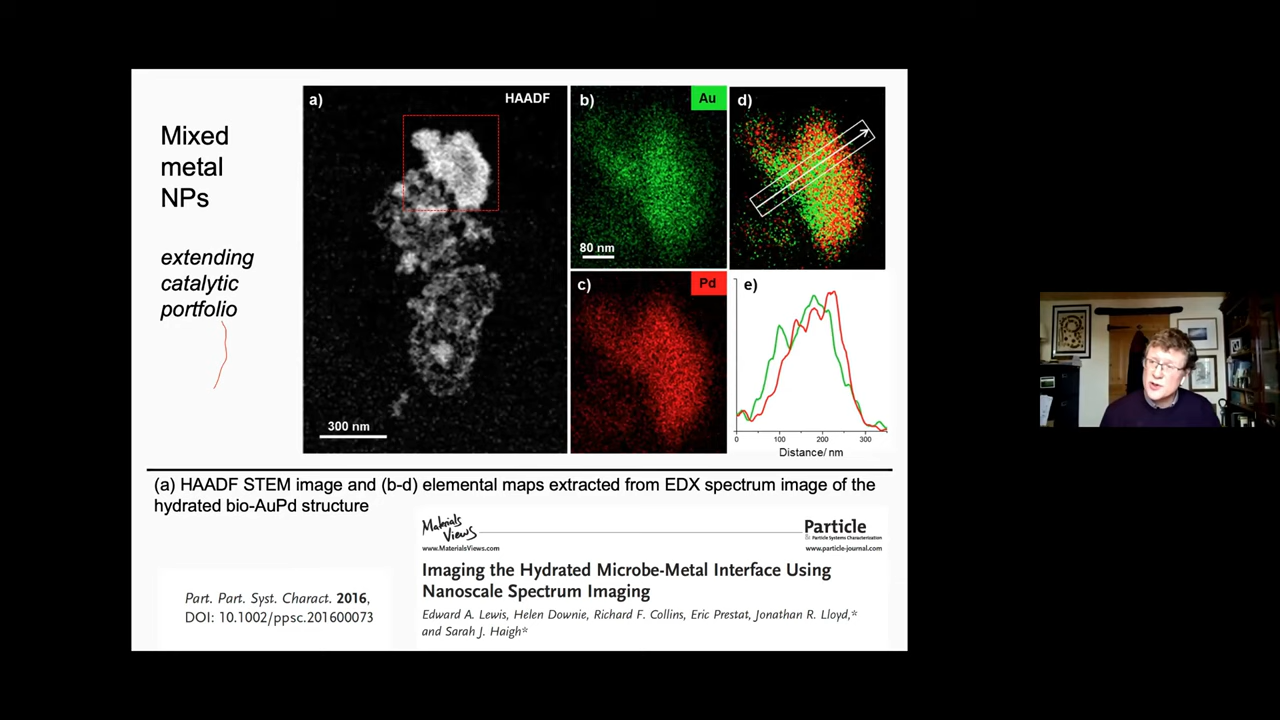 Mixed
metal
NPs
extending
catalytic
portfolio
a)
HAADF
300 nm
b)
Au
80 nm
c)
Pd
d)
e)
0
100
200
300
Distance/ nm
(a) HAADF STEM image and (b-d) elemental maps extracted from EDX spectrum image of the
hydrated bio-AuPd structure
Part. Part. Syst. Charact. 2016,
DOI: 10.1002/ppsc.201600073
Materials
Views
www.MaterialsViews.com
Particle
& Particle Systems Characterization
www.particle-journal.com
Imaging the Hydrated Microbe-Metal Interface Using
Nanoscale Spectrum Imaging
Edward A. Lewis, Helen Downie, Richard F. Collins, Eric Prestat, Jonathan R. Lloyd,*
and Sarah J. Haigh*